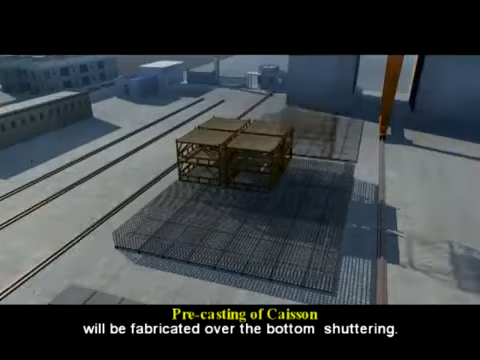 Pre-casting of Caisson
will be fabricated over the bottom shuttering.